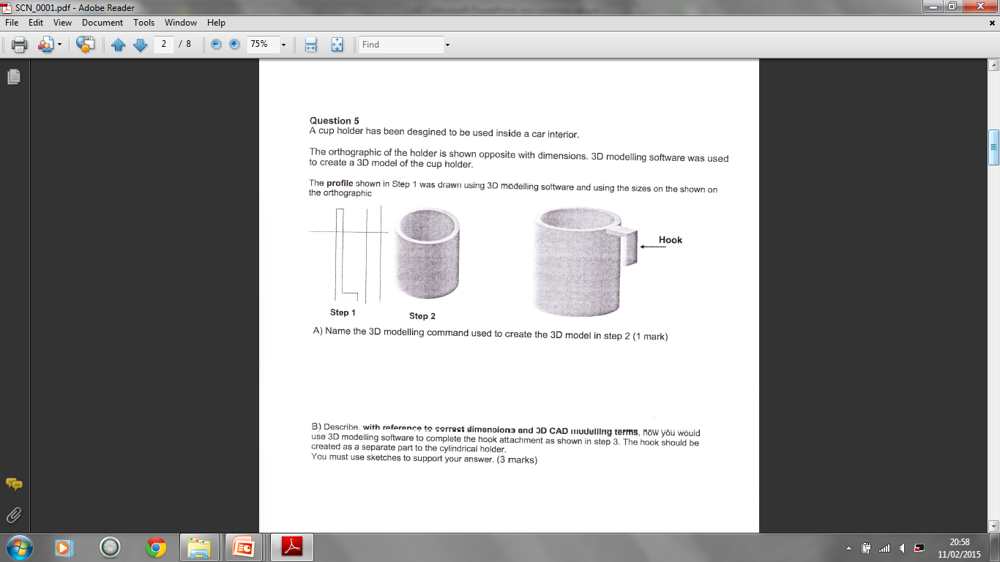 SCN_0001.pdf - Adobe Reader
File Edit View Document Tools Window Help
2 / 8 75% Find
Question 5
A cup holder has been desgined to be used inside a car interior.
The orthographic of the holder is shown opposite with dimensions. 3D modelling software was used
to create a 3D model of the cup holder.
The profile shown in Step 1 was drawn using 3D modelling software and using the sizes on the shown on
the orthographic
Hook
Step 1
Step 2
A) Name the 3D modelling command used to create the 3D model in step 2 (1 mark)
B) Describe, with reference to correct dimensions and 3D CAD modelling terms, how you would
use 3D modelling software to complete the hook attachment as shown in step 3. The hook should be
created as a separate part to the cylindrical holder.
You must use sketches to support your answer. (3 marks)
20:58
11/02/2015